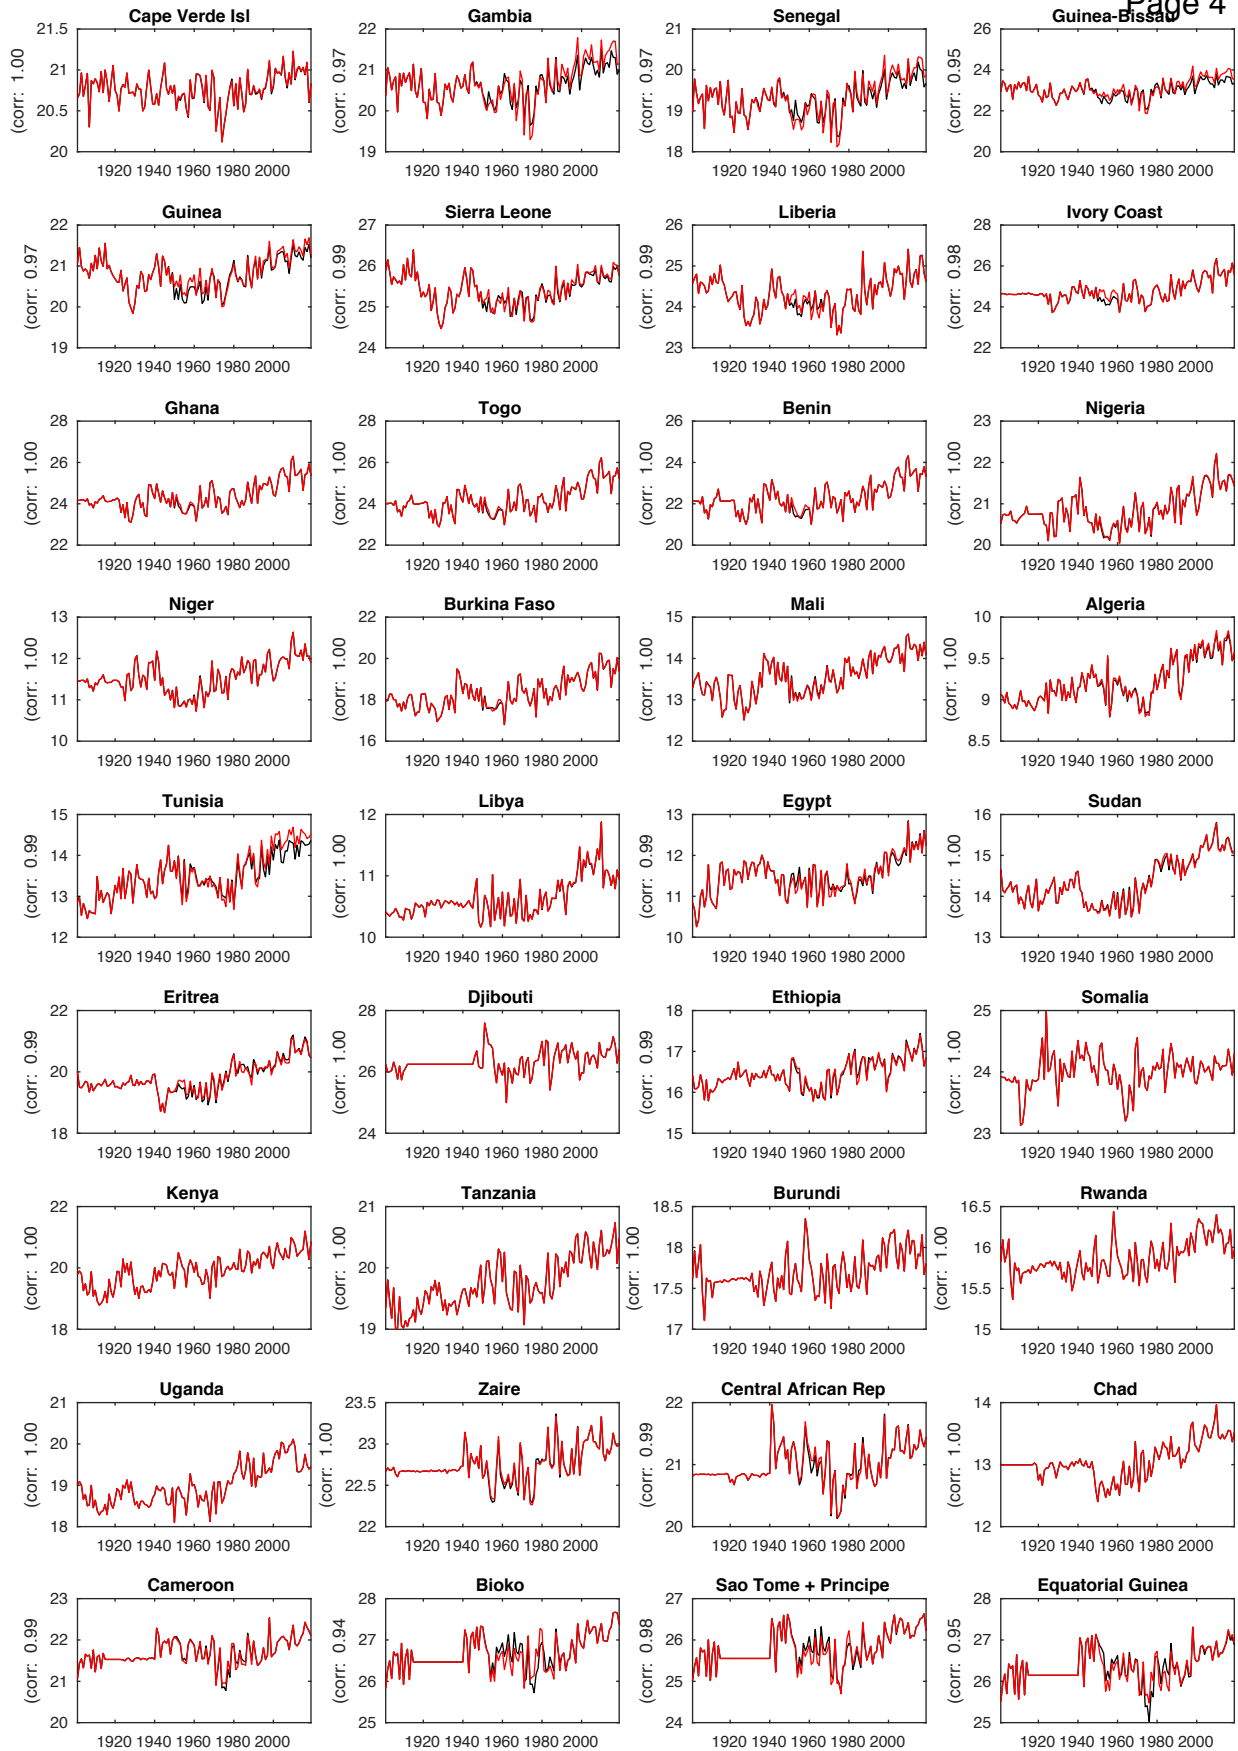 Page 4
Cape Verde Isl Gambia Senegal Guinea-Bissau
(corr: 1.00 (corr: 0.97 (corr: 0.97 (corr: 0.95
21.5 22 21 26
21 21 20 24
20.5 20 19 22
20 19 18 20
1920 1940 1960 1980 2000 1920 1940 1960 1980 2000 1920 1940 1960 1980 2000 1920 1940 1960 1980 2000
Guinea Sierra Leone Liberia Ivory Coast
(corr: 0.97 (corr: 0.99 (corr: 0.99 (corr: 0.98
22 27 26 28
21 26 25 26
20 25 24 24
19 24 23 22
1920 1940 1960 1980 2000 1920 1940 1960 1980 2000 1920 1940 1960 1980 2000 1920 1940 1960 1980 2000
Ghana Togo Benin Nigeria
(corr: 1.00 (corr: 1.00 (corr: 1.00 (corr: 1.00
28 28 26 23
26 26 24 22
24 24 22 21
22 22 20 20
1920 1940 1960 1980 2000 1920 1940 1960 1980 2000 1920 1940 1960 1980 2000 1920 1940 1960 1980 2000
Niger Burkina Faso Mali Algeria
(corr: 1.00 (corr: 1.00 (corr: 1.00 (corr: 1.00
13 22 15 10
12 20 14 9.5
11 18 13 9
10 16 12 8.5
1920 1940 1960 1980 2000 1920 1940 1960 1980 2000 1920 1940 1960 1980 2000 1920 1940 1960 1980 2000
Tunisia Libya Egypt Sudan
(corr: 0.99 (corr: 1.00 (corr: 0.99 (corr: 1.00
15 12 13 16
14 11 12 15
13 10 11 14
12 10 10 13
1920 1940 1960 1980 2000 1920 1940 1960 1980 2000 1920 1940 1960 1980 2000 1920 1940 1960 1980 2000
Eritrea Djibouti Ethiopia Somalia
(corr: 0.99 (corr: 1.00 (corr: 0.99 (corr: 1.00
22 28 18 25
20 26 17 24
18 24 16 23
15
1920 1940 1960 1980 2000 1920 1940 1960 1980 2000 1920 1940 1960 1980 2000 1920 1940 1960 1980 2000
Kenya Tanzania Burundi Rwanda
(corr: 1.00 (corr: 1.00 (corr: 1.00 (corr: 1.00
22 21 18.5 16.5
20 20 18 16
18 19 17.5 15.5
17 15
1920 1940 1960 1980 2000 1920 1940 1960 1980 2000 1920 1940 1960 1980 2000 1920 1940 1960 1980 2000
Uganda Zaire Central African Rep Chad
(corr: 1.00 (corr: 1.00 (corr: 0.99 (corr: 1.00
21 23.5 22 14
20 23 21 13
19 22.5 20 12
18 22
1920 1940 1960 1980 2000 1920 1940 1960 1980 2000 1920 1940 1960 1980 2000 1920 1940 1960 1980 2000
Cameroon Bioko Sao Tome + Principe Equatorial Guinea
(corr: 0.99 (corr: 0.94 (corr: 0.98 (corr: 0.95
23 28 27 28
22 27 26 27
21 26 25 26
20 25 24 25
1920 1940 1960 1980 2000 1920 1940 1960 1980 2000 1920 1940 1960 1980 2000 1920 1940 1960 1980 2000